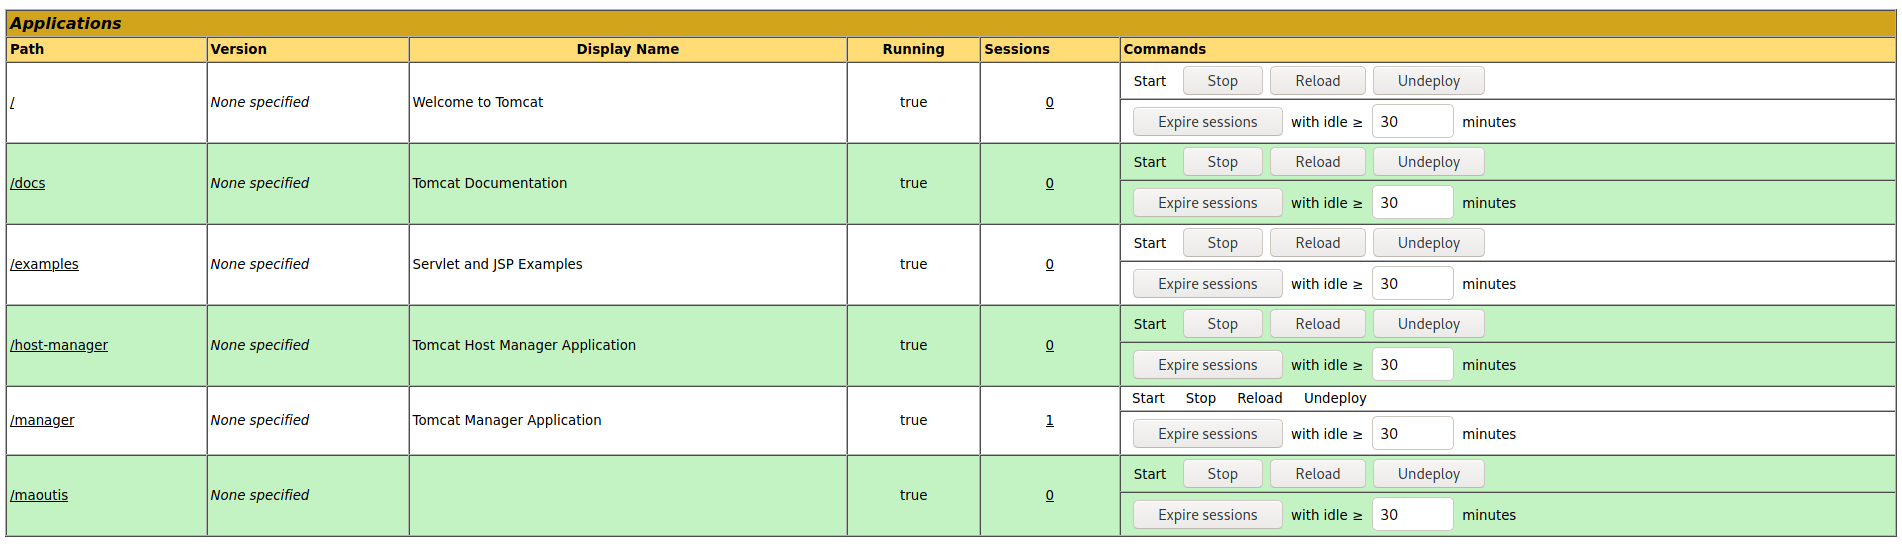 Applications
Path Version Display Name Running Sessions Commands
/ None specified Welcome to Tomcat true 0 Start Stop Reload Undeploy
Expire sessions with idle ≥ 30 minutes
/docs None specified Tomcat Documentation true 0 Start Stop Reload Undeploy
Expire sessions with idle ≥ 30 minutes
/examples None specified Servlet and JSP Examples true 0 Start Stop Reload Undeploy
Expire sessions with idle ≥ 30 minutes
/host-manager None specified Tomcat Host Manager Application true 0 Start Stop Reload Undeploy
Expire sessions with idle ≥ 30 minutes
/manager None specified Tomcat Manager Application true 1 Start Stop Reload Undeploy
Expire sessions with idle ≥ 30 minutes
/maoutis None specified true 0 Start Stop Reload Undeploy
Expire sessions with idle ≥ 30 minutes